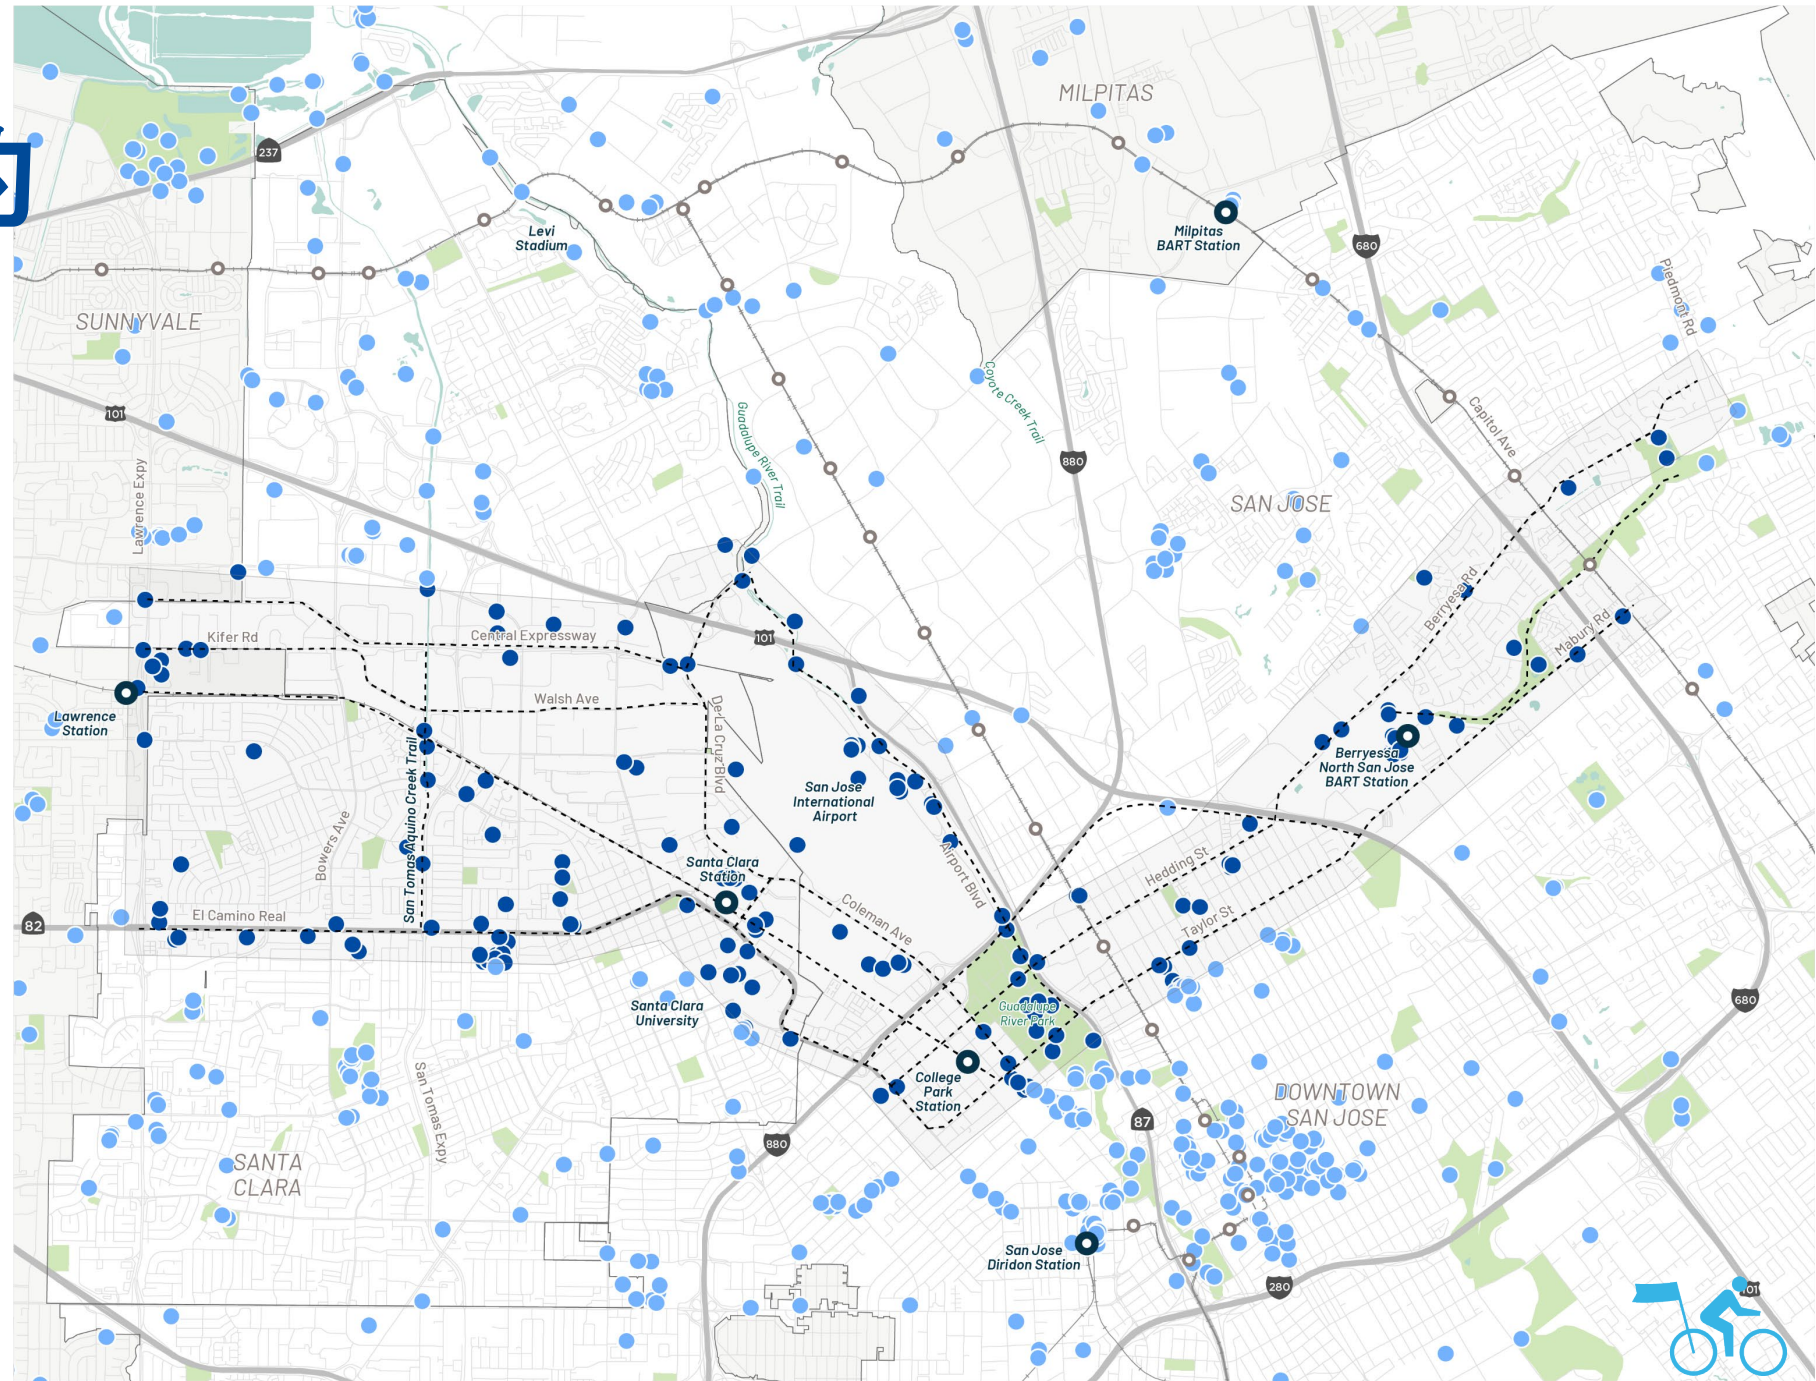 MILPITAS
237
Levi
Stadium
Milpitas
BART Station
680
Piedmont Rd
SUNNYVALE
101
Lawrence Expy
Guadalupe River Trail
Coyote Creek Trail
880
Capitol Ave
SAN JOSE
Berryessa Rd
Mabury Rd
Kifer Rd
Central Expressway
101
Walsh Ave
De La Cruz Blvd
Lawrence
Station
San Tomas Aquino Creek Trail
San Jose
International
Airport
Berryessa
North San Jose
BART Station
Bowers Ave
Santa Clara
Station
Airport Blvd
Hedding St
Taylor St
Coleman Ave
El Camino Real
82
Santa Clara
University
Guadalupe
River Park
680
College
Park
Station
San Tomas Expy
DOWNTOWN
SAN JOSE
87
880
SANTA
CLARA
San Jose
Diridon Station
280
101